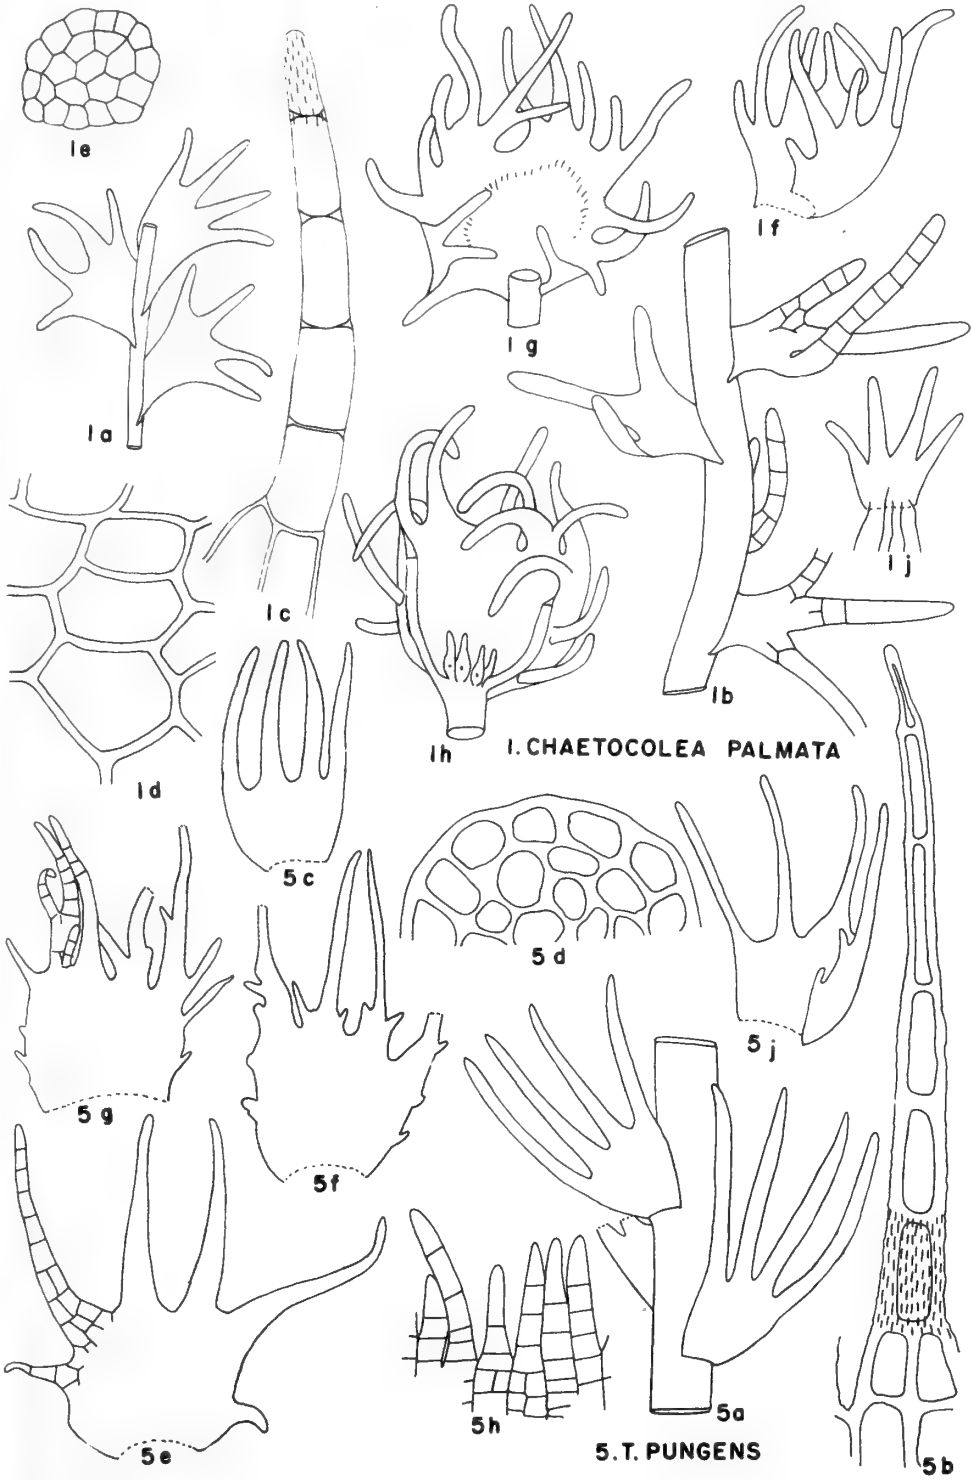 1e
1f
1g
1a
1j
1c
1b
1h
1. CHAETOCOLEA PALMATA
1d
5c
5d
5j
5g
5f
5h
5a
5e
5. T. PUNGENS
5b